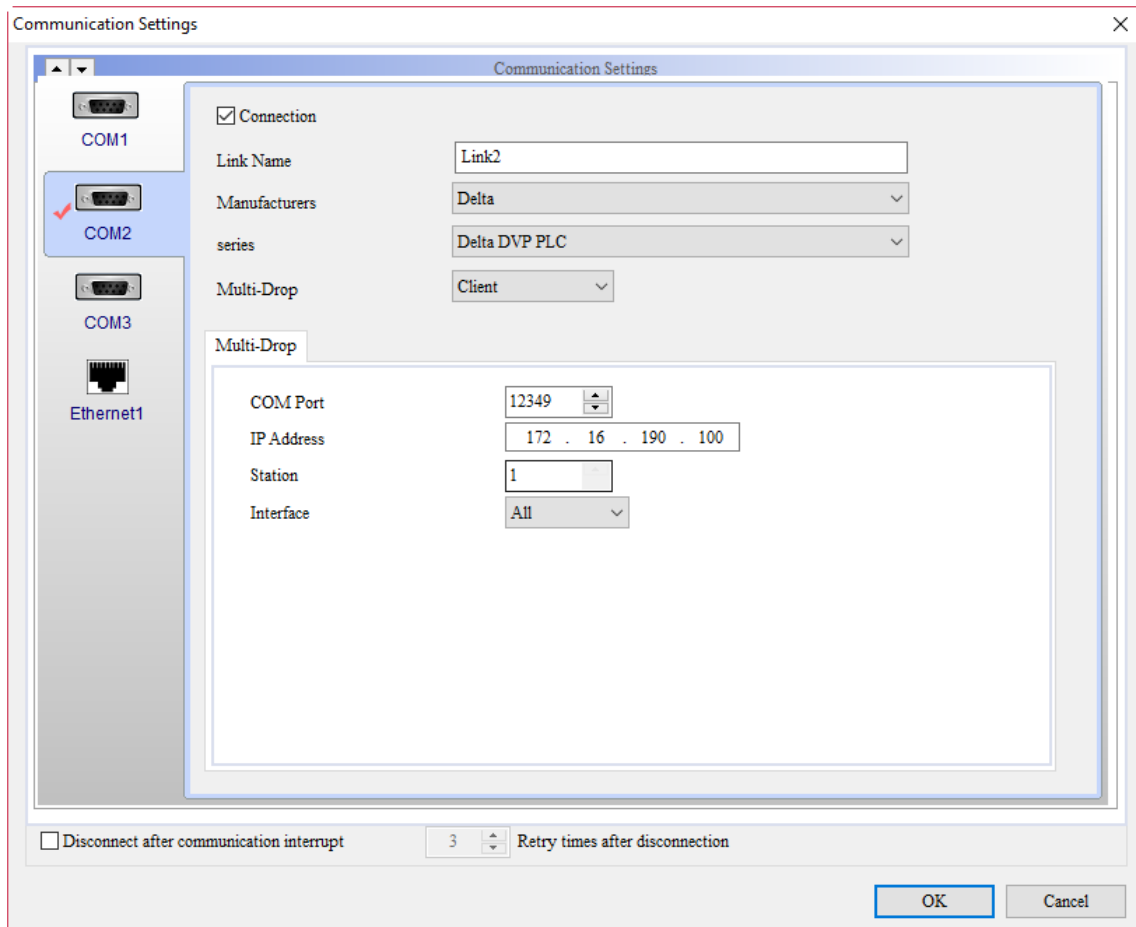 Communication Settings
Communication Settings
COM1
COM2
COM3
Ethernet1
Connection
Link Name Link2
Manufacturers Delta
series Delta DVP PLC
Multi-Drop Client
Multi-Drop
COM Port 12349
IP Address 172 . 16 . 190 . 100
Station 1
Interface All
Disconnect after communication interrupt 3 Retry times after disconnection
OK Cancel